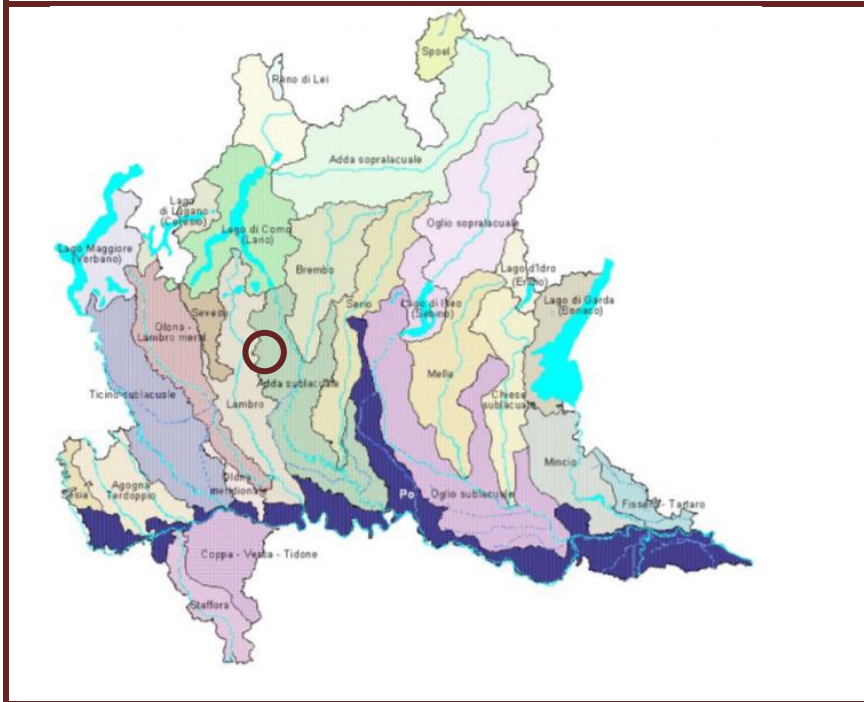 Spoel
Reno di Lei
Adda sopralacuale
Lago
di Lugano
(Ceresio)
Oglio sopralacuale
Lago di Como
(Lario)
Lago Maggiore
(Verbano)
Brembo
Lago d'Idro
(Eridio)
Serio
Lago di Iseo
(Sebino)
Lago di Garda
(Benaco)
Seveso
Olona -
Lambro merid.
Mella
Adda sublacuale
Ticino sublacuale
Chiese
sublacuale
Lambro
Mincio
Olona
meridionale
Agogna
Terdoppio
Sesia
Po
Oglio sublacuale
Fissero - Tartaro
Coppa - Versa - Tidone
Staffora